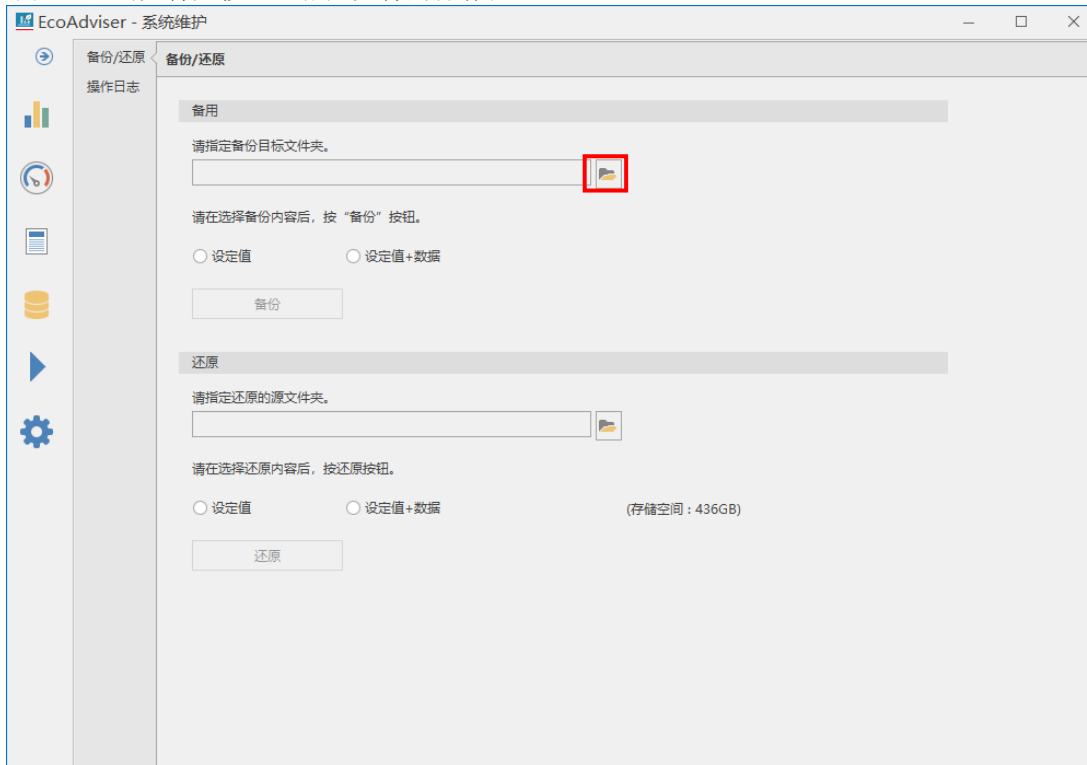 EcoAdviser - 系统维护
备份/还原
操作日志
备份/还原
备用
请指定备份目标文件夹。
请在选择备份内容后，按“备份”按钮。
设定值 设定值+数据
备份
还原
请指定还原的源文件夹。
请在选择还原内容后，按还原按钮。
设定值 设定值+数据 (存储空间：436GB)
还原